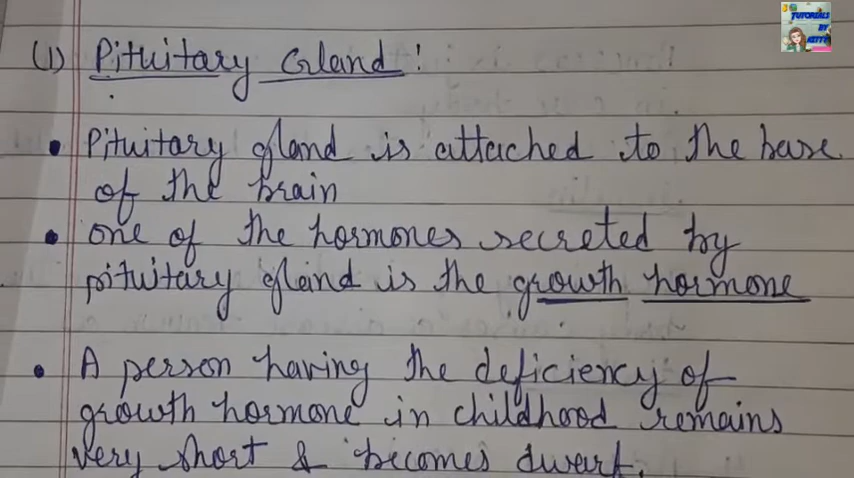 TUTORIALS
BY
(1) Pituitary Gland :
• Pituitary gland is attached to the base
of the brain
• one of the hormones secreted by
pituitary gland is the growth hormone
• A person having the deficiency of
growth hormone in childhood remains
very short & becomes dwarf.